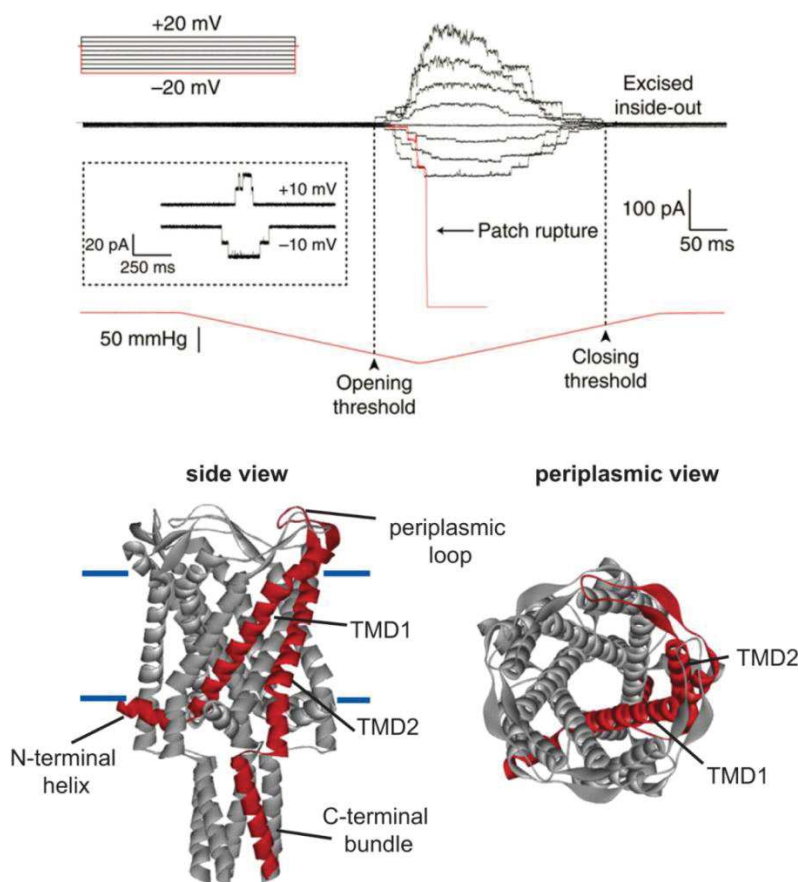 +20 mV
−20 mV
Excised
inside-out
+10 mV
−10 mV
20 pA
250 ms
Patch rupture
100 pA
50 ms
50 mmHg
Opening
threshold
Closing
threshold
side view
periplasmic view
periplasmic
loop
TMD1
TMD2
N-terminal
helix
C-terminal
bundle
TMD2
TMD1